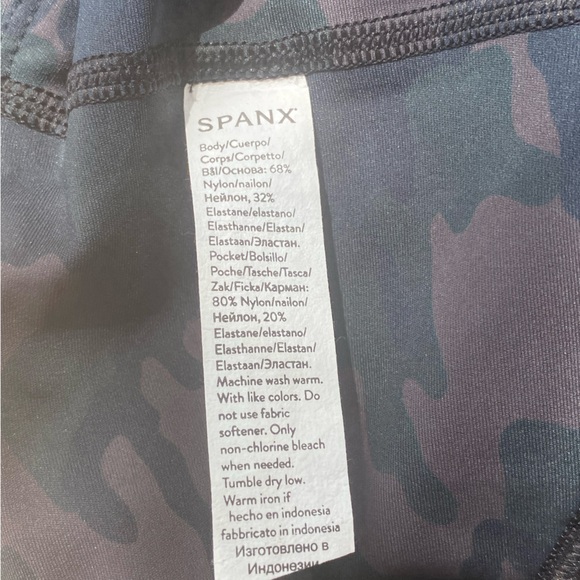 SPANX
Body/Cuerpo/
Corps/Corpetto/
Bål/Основа: 68%
Nylon/nailon/
Нейлон, 32%
Elastane/elastano/
Elasthanne/Elastan/
Elastaan/Эластан.
Pocket/Bolsillo/
Poche/Tasche/Tasca/
Zak/Ficka/Карман:
80% Nylon/nailon/
Нейлон, 20%
Elastane/elastano/
Elasthanne/Elastan/
Elastaan/Эластан.
Machine wash warm.
With like colors. Do
not use fabric
softener. Only
non-chlorine bleach
when needed.
Tumble dry low.
Warm iron if
hecho en indonesia
fabbricato in indonesia
Изготовлено в
Индонезии